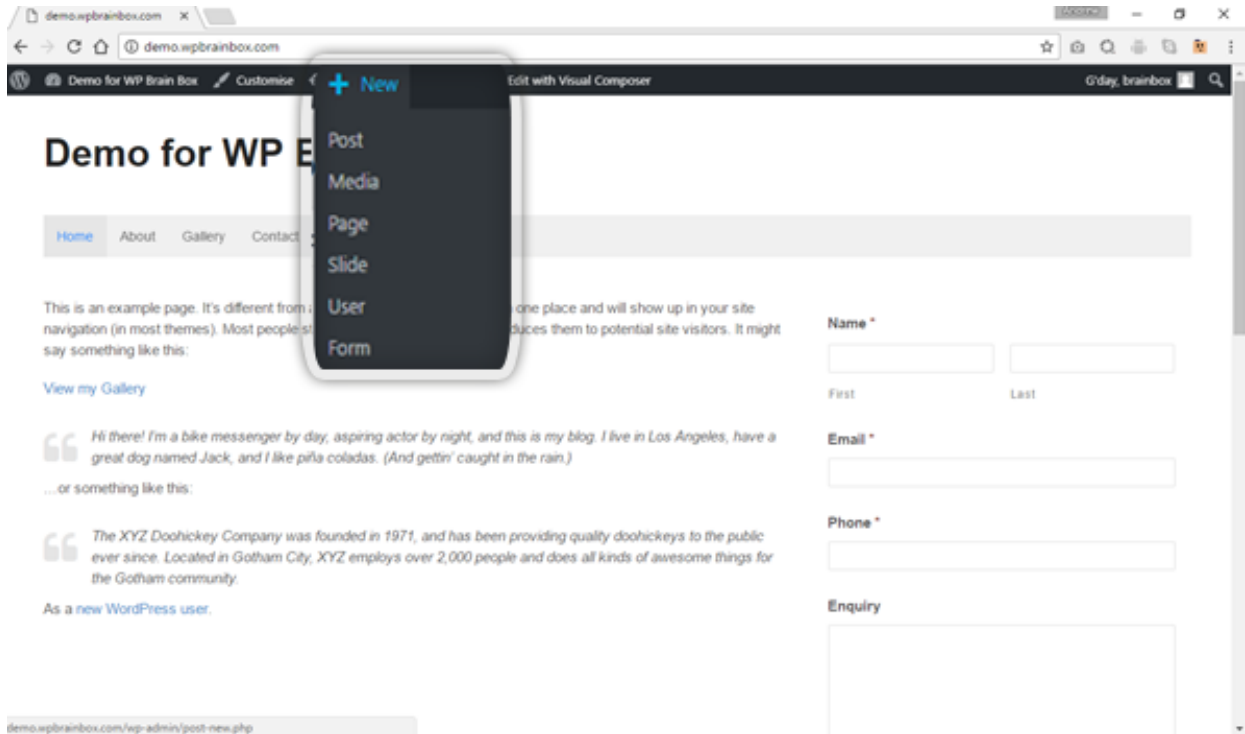 demo.wpbrainbox.com
Andrew
demo.wpbrainbox.com
Demo for WP Brain Box Customise New Edit with Visual Composer G'day, brainbox
Post
Media
Page
Slide
User
Form
Demo for WP
Home About Gallery Contact
This is an example page. It's different from one place and will show up in your site
navigation (in most themes). Most people duces them to potential site visitors. It might
say something like this:
View my Gallery
Hi there! I'm a bike messenger by day, aspiring actor by night, and this is my blog. I live in Los Angeles, have a
great dog named Jack, and I like piña coladas. (And gettin' caught in the rain.)
…or something like this:
The XYZ Doohickey Company was founded in 1971, and has been providing quality doohickeys to the public
ever since. Located in Gotham City, XYZ employs over 2,000 people and does all kinds of awesome things for
the Gotham community.
As a new WordPress user.
Name *
First Last
Email *
Phone *
Enquiry
demo.wpbrainbox.com/wp-admin/post-new.php